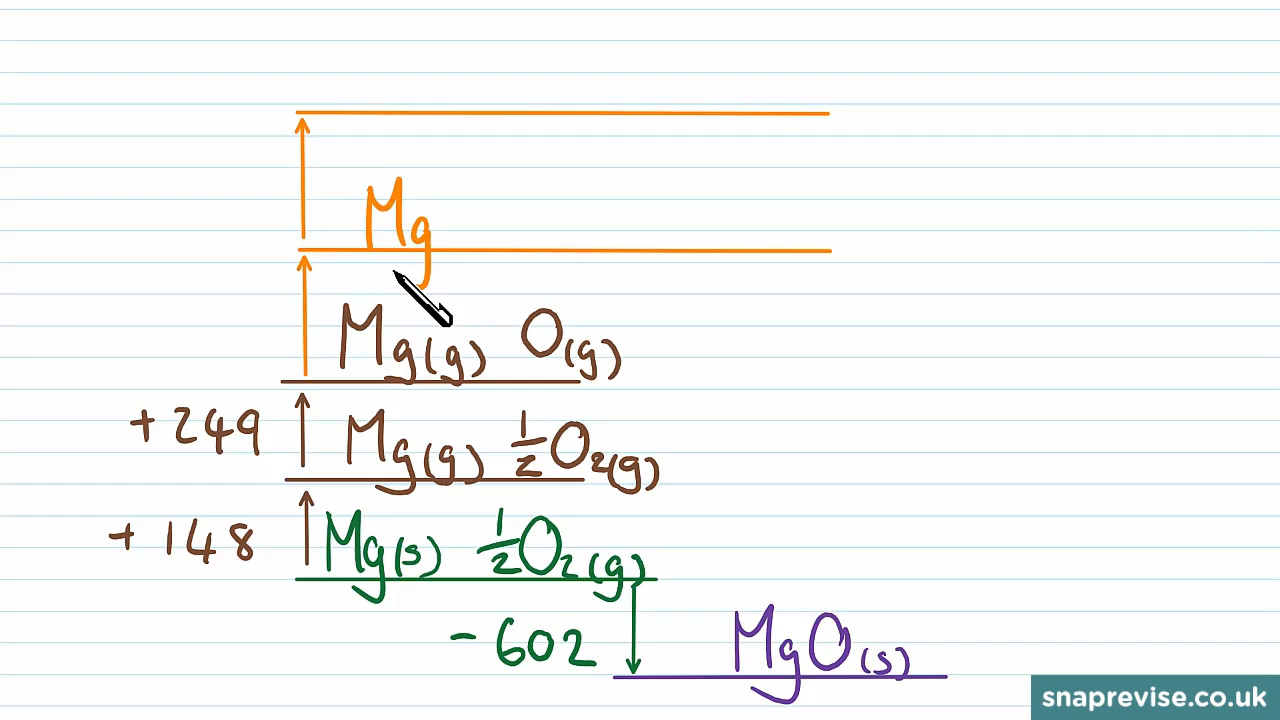 Mg
Mg(g) O(g)
+249 Mg(g) ½O₂(g)
+148 Mg(s) ½O₂(g)
-602 MgO(s)
snaprevise.co.uk